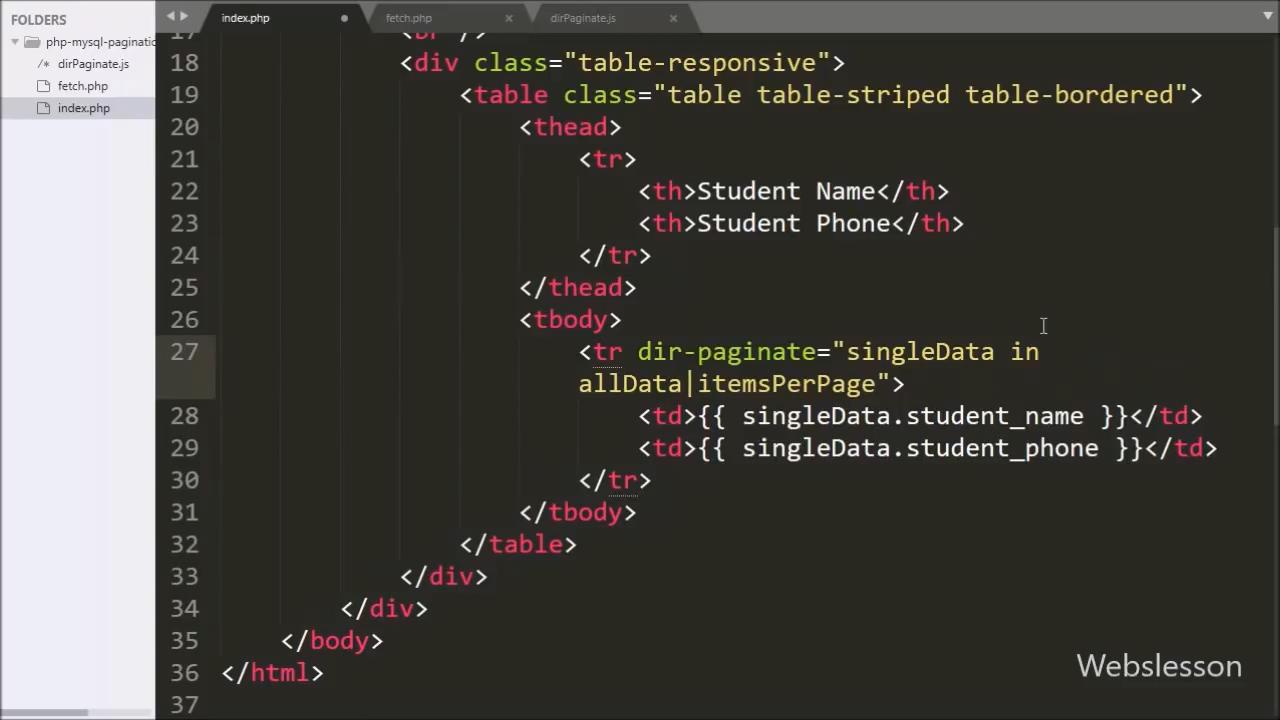 FOLDERS
php-mysql-paginatic
dirPaginate.js
fetch.php
index.php
index.php
fetch.php
dirPaginate.js
17 <br />
18 <div class="table-responsive">
19 <table class="table table-striped table-bordered">
20 <thead>
21 <tr>
22 <th>Student Name</th>
23 <th>Student Phone</th>
24 </tr>
25 </thead>
26 <tbody>
27 <tr dir-paginate="singleData in
allData|itemsPerPage">
28 <td>{{ singleData.student_name }}</td>
29 <td>{{ singleData.student_phone }}</td>
30 </tr>
31 </tbody>
32 </table>
33 </div>
34 </div>
35 </body>
36 </html>
37
Webslesson